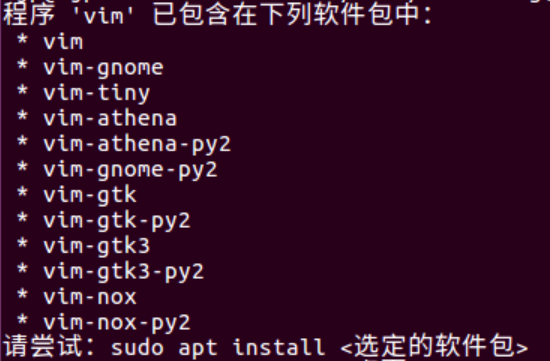 程序 'vim' 已包含在下列软件包中：
* vim
* vim-gnome
* vim-tiny
* vim-athena
* vim-athena-py2
* vim-gnome-py2
* vim-gtk
* vim-gtk-py2
* vim-gtk3
* vim-gtk3-py2
* vim-nox
* vim-nox-py2
请尝试：sudo apt install <选定的软件包>